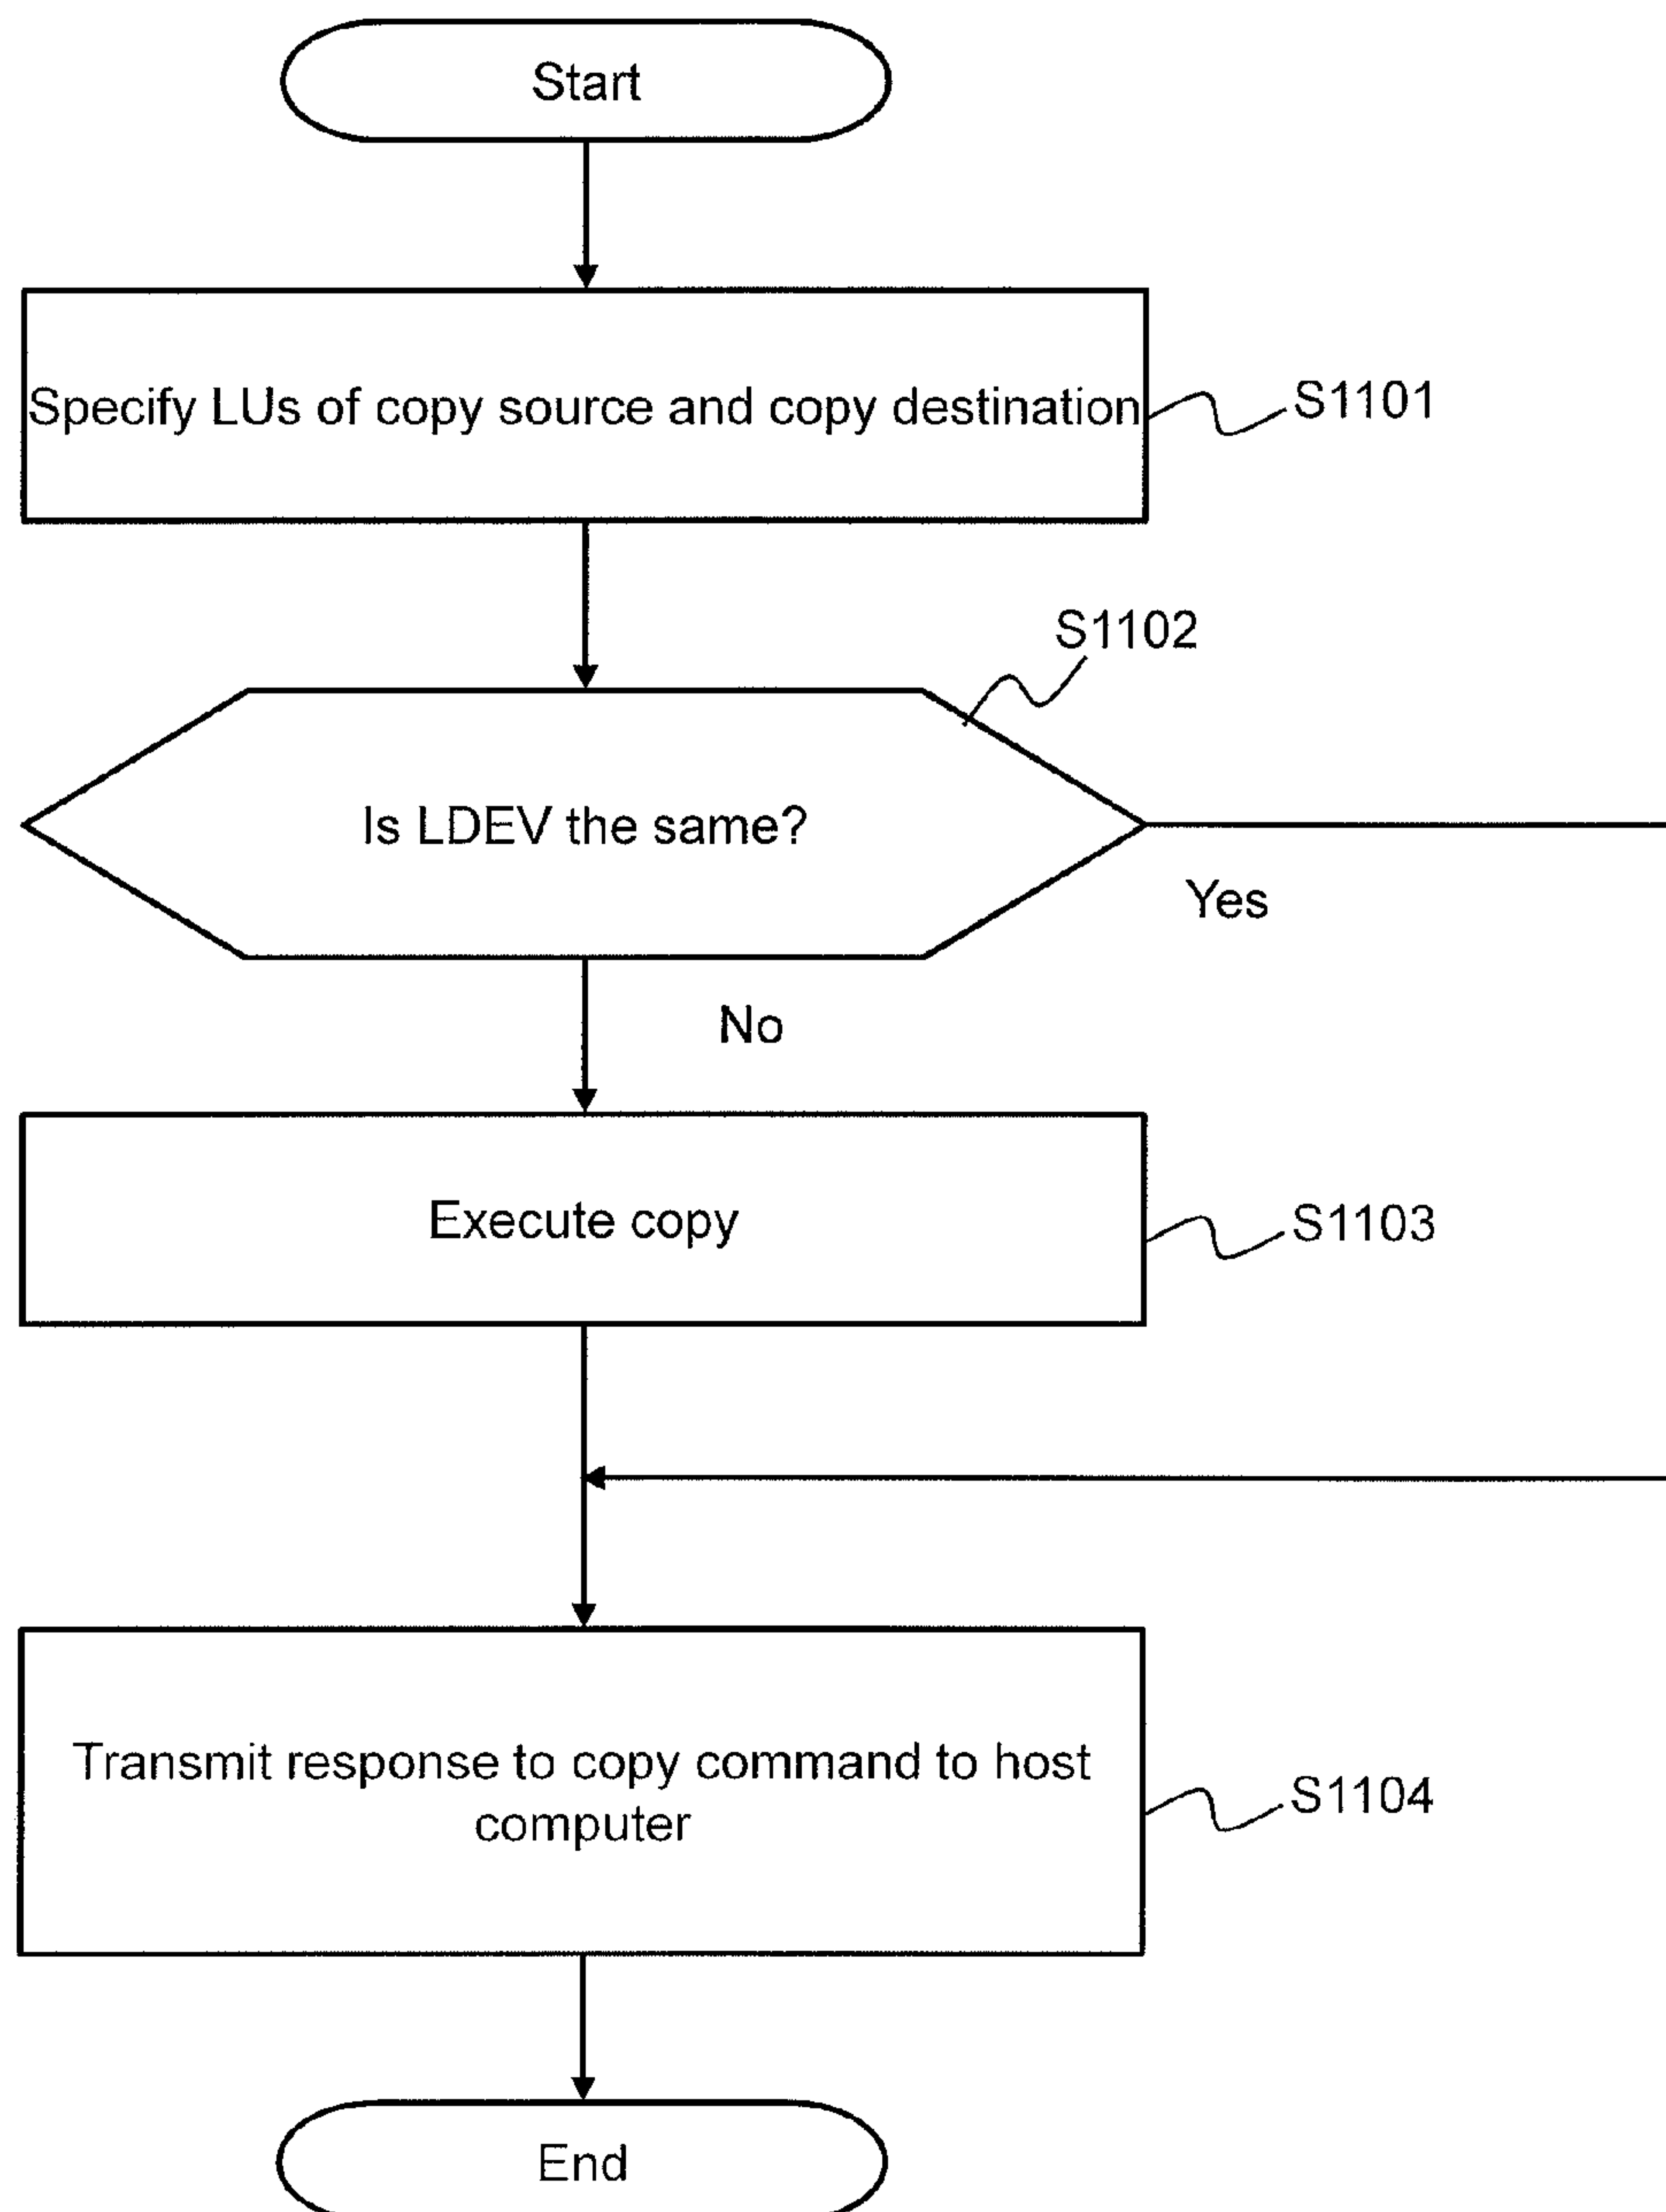 Start
Specify LUs of copy source and copy destination
S1101
S1102
Is LDEV the same?
Yes
No
Execute copy
S1103
Transmit response to copy command to host
computer
S1104
End